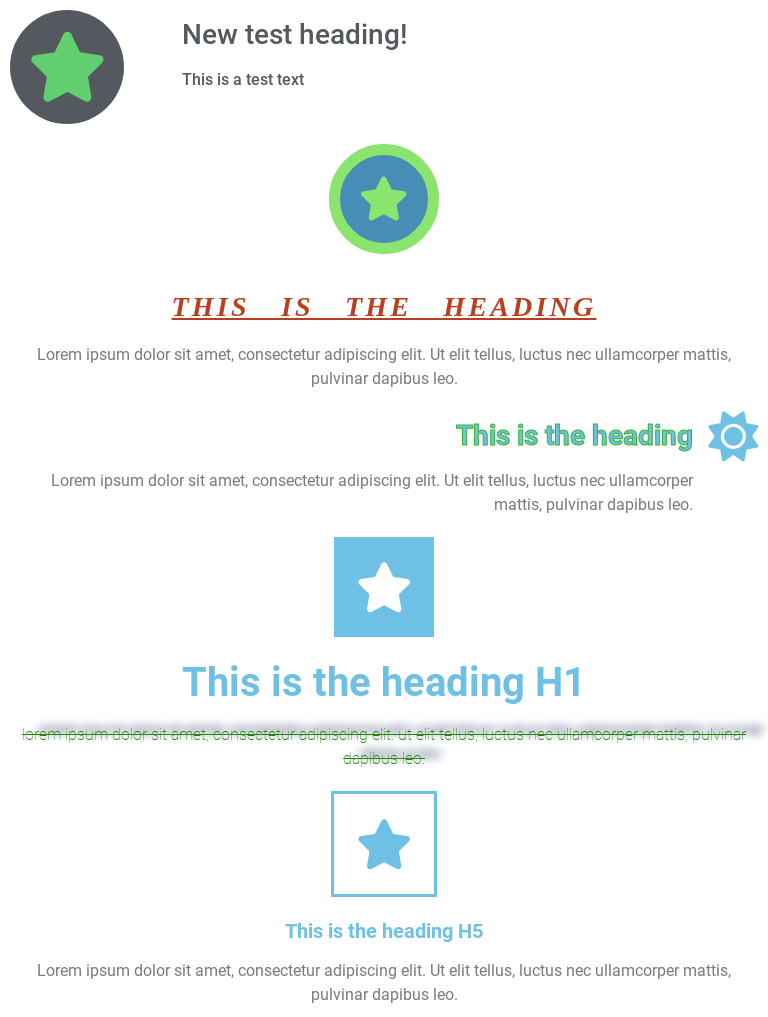 New test heading!
This is a test text
THIS IS THE HEADING
Lorem ipsum dolor sit amet, consectetur adipiscing elit. Ut elit tellus, luctus nec ullamcorper mattis,
pulvinar dapibus leo.
This is the heading
Lorem ipsum dolor sit amet, consectetur adipiscing elit. Ut elit tellus, luctus nec ullamcorper
mattis, pulvinar dapibus leo.
This is the heading H1
lorem ipsum dolor sit amet, consectetur adipiscing elit. ut elit tellus, luctus nec ullamcorper mattis, pulvinar
dapibus leo.
This is the heading H5
Lorem ipsum dolor sit amet, consectetur adipiscing elit. Ut elit tellus, luctus nec ullamcorper mattis,
pulvinar dapibus leo.